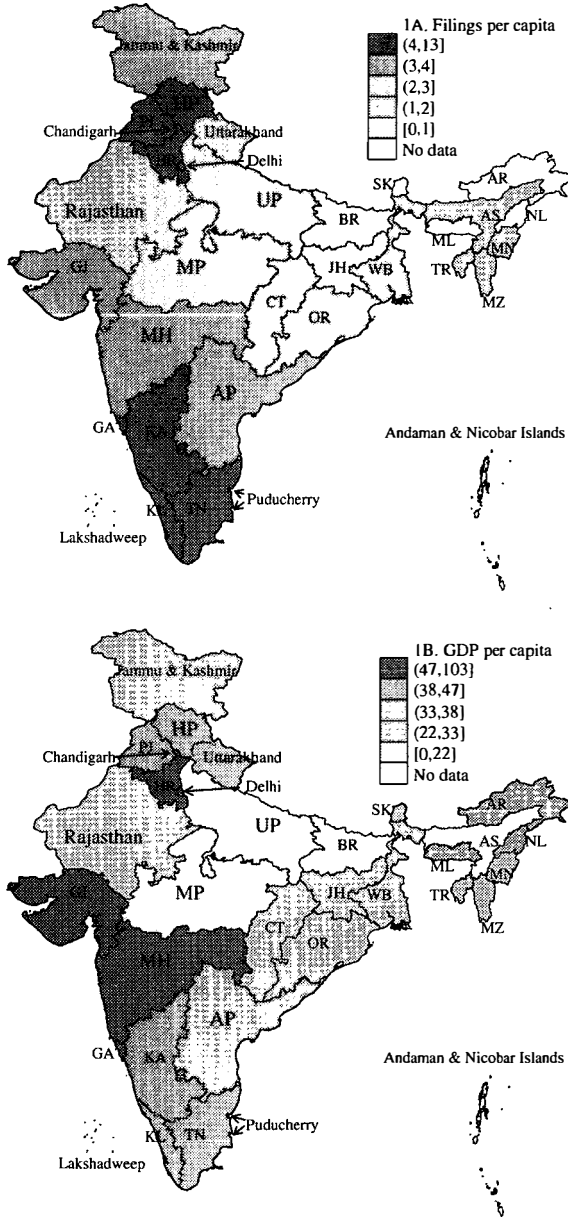 1A. Filings per capita
(4,13]
(3,4]
(2,3]
(1,2]
[0,1]
No data
Jammu & Kashmir
HP
PJ
Chandigarh
Uttarakhand
HR
Delhi
Rajasthan
UP
SK
AR
BR
AS
NL
ML
MN
GJ
MP
JH
WB
TR
MZ
CT
OR
MH
AP
GA
KA
Andaman & Nicobar Islands
Puducherry
KL
TN
Lakshadweep
1B. GDP per capita
(47,103]
(38,47]
(33,38]
(22,33]
[0,22]
No data
Jammu & Kashmir
HP
PJ
Chandigarh
Uttarakhand
HR
Delhi
SK
AR
Rajasthan
UP
BR
AS
NL
ML
MN
GJ
MP
JH
WB
TR
MZ
CT
OR
MH
AP
GA
KA
Andaman & Nicobar Islands
Puducherry
KL
TN
Lakshadweep